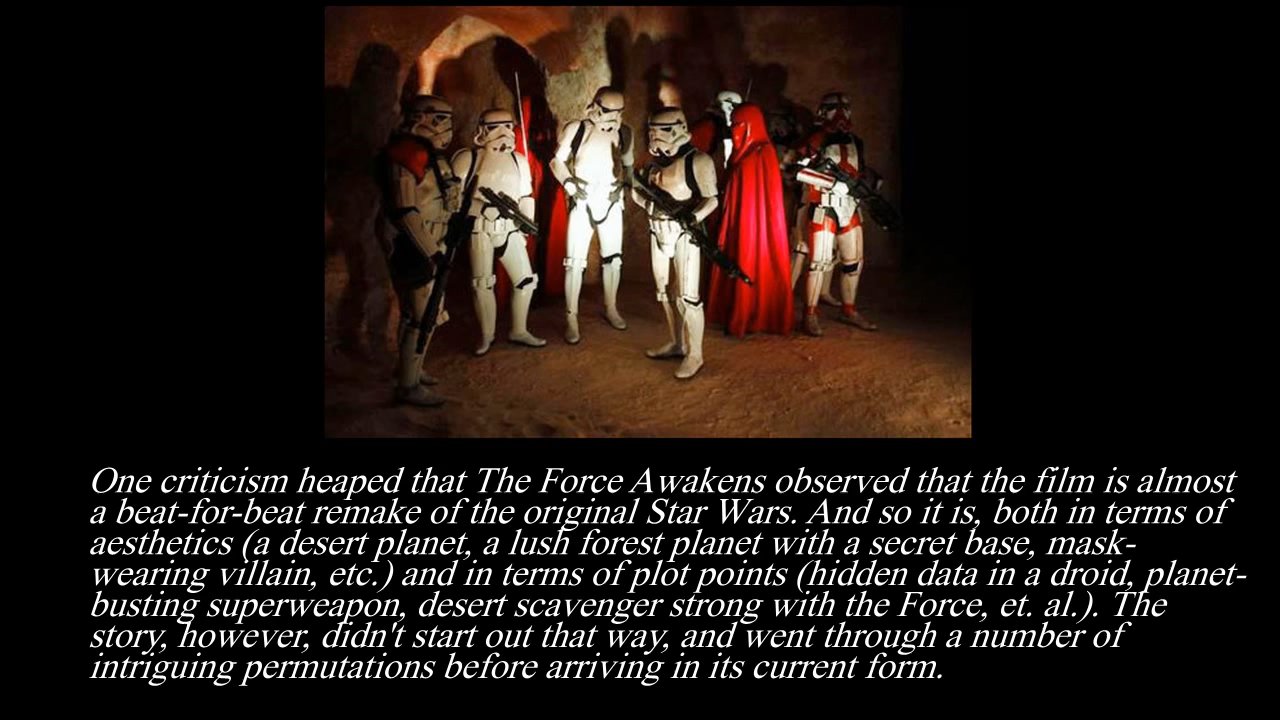 One criticism heaped that The Force Awakens observed that the film is almost
a beat-for-beat remake of the original Star Wars. And so it is, both in terms of
aesthetics (a desert planet, a lush forest planet with a secret base, mask-
wearing villain, etc.) and in terms of plot points (hidden data in a droid, planet-
busting superweapon, desert scavenger strong with the Force, et. al.). The
story, however, didn't start out that way, and went through a number of
intriguing permutations before arriving in its current form.